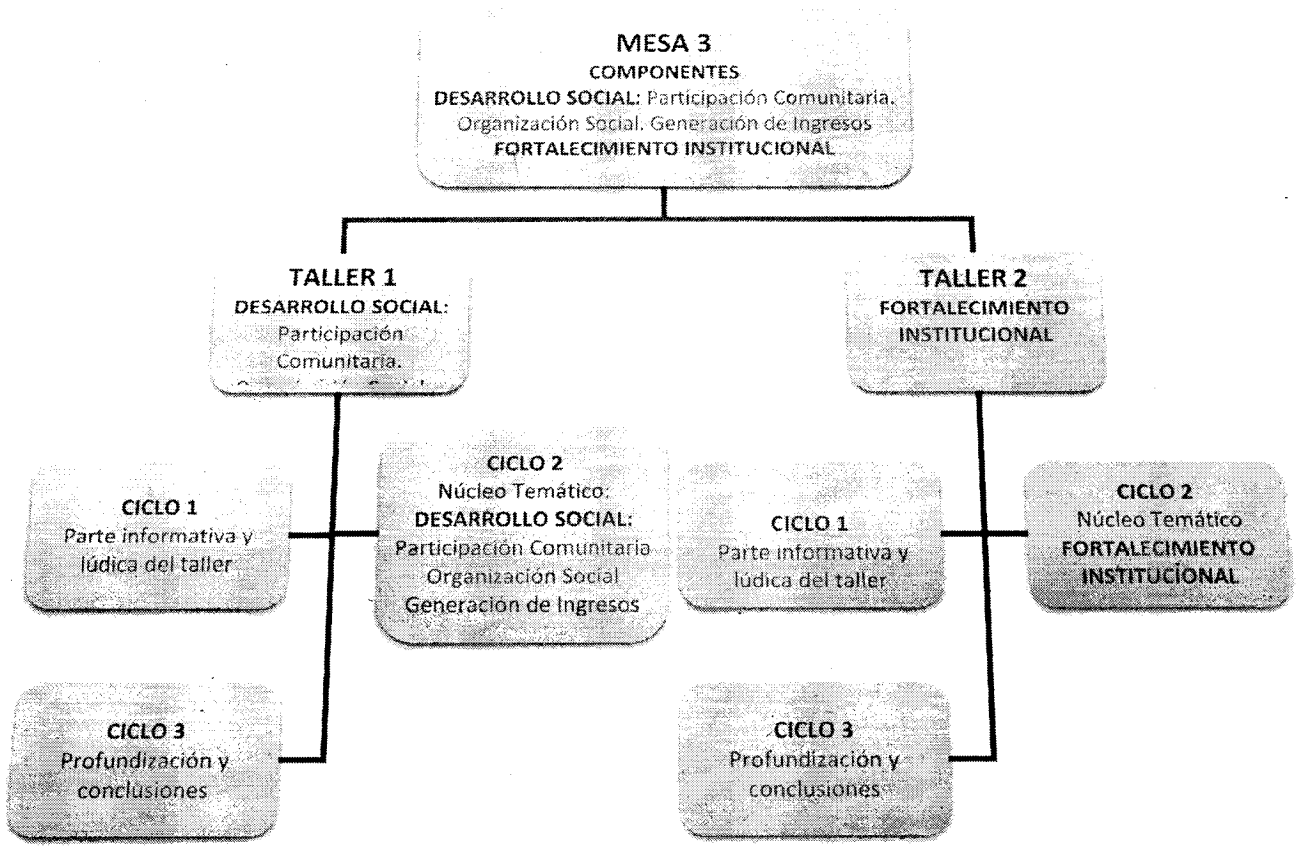 MESA 3
COMPONENTES
DESARROLLO SOCIAL: Participación Comunitaria.
Organización Social. Generación de Ingresos
FORTALECIMIENTO INSTITUCIONAL
TALLER 1
DESARROLLO SOCIAL:
Participación
Comunitaria.
TALLER 2
FORTALECIMIENTO
INSTITUCIONAL
CICLO 1
Parte informativa y
lúdica del taller
CICLO 2
Núcleo Temático:
DESARROLLO SOCIAL:
Participación Comunitaria
Organización Social
Generación de Ingresos
CICLO 1
Parte informativa y
lúdica del taller
CICLO 2
Núcleo Temático
FORTALECIMIENTO
INSTITUCIONAL
CICLO 3
Profundización y
conclusiones
CICLO 3
Profundización y
conclusiones